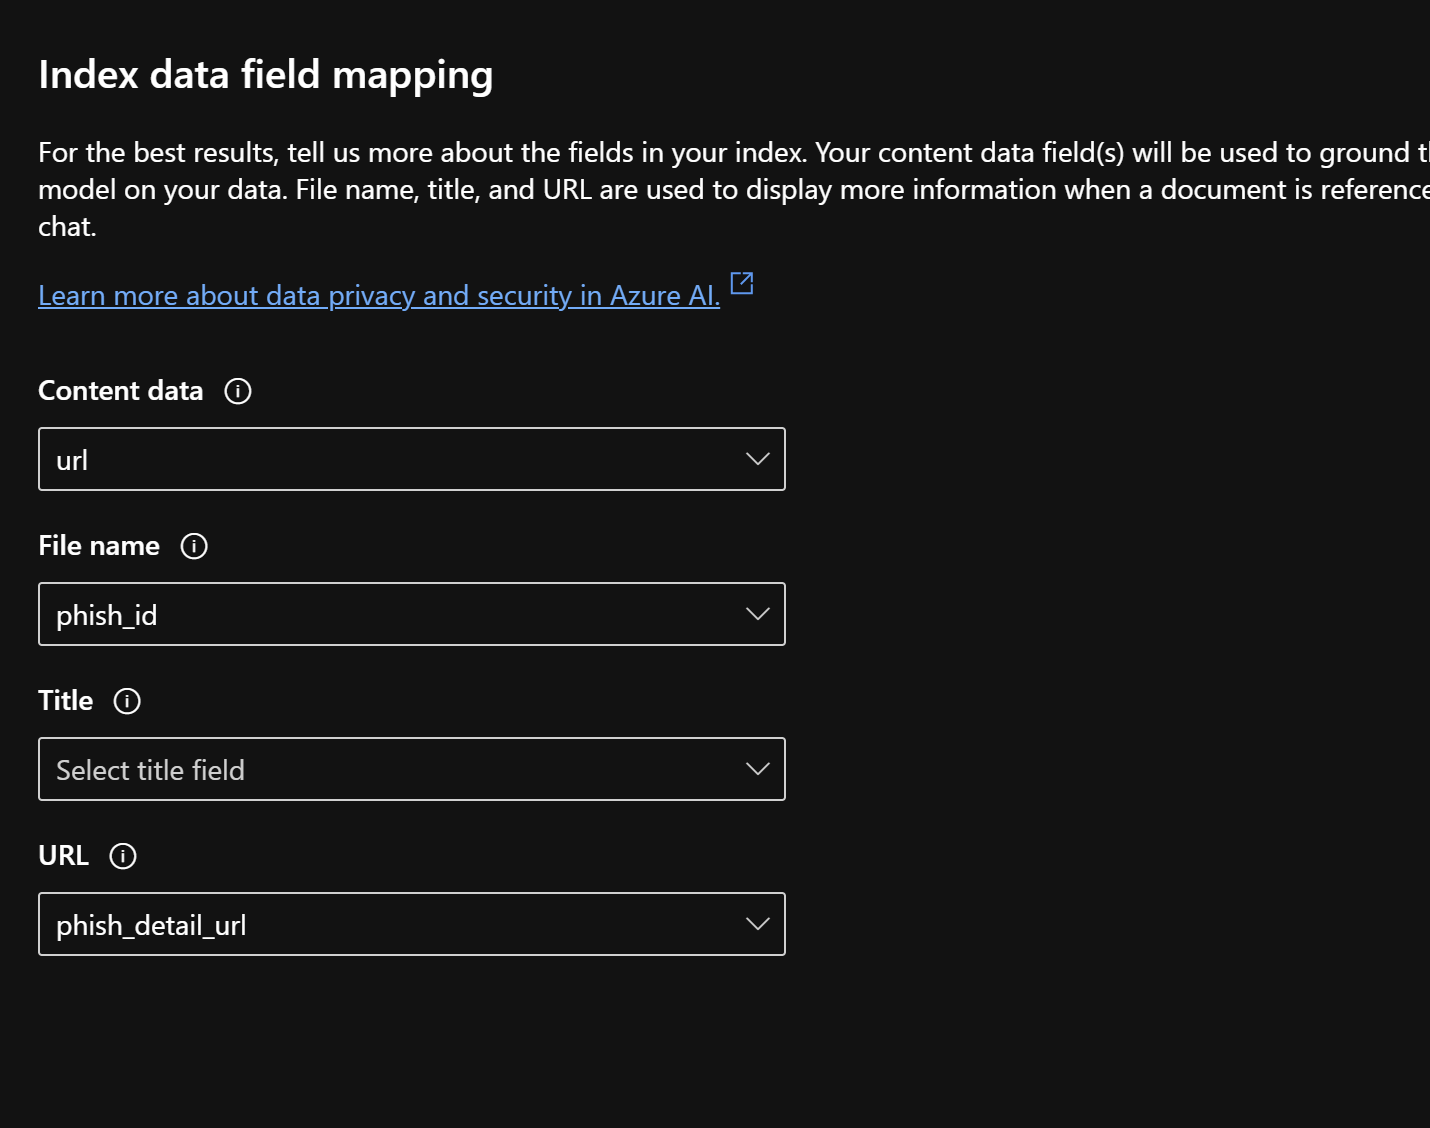 Index data field mapping
For the best results, tell us more about the fields in your index. Your content data field(s) will be used to ground
model on your data. File name, title, and URL are used to display more information when a document is
chat.
Learn more about data privacy and security in Azure AI.
Content data
url
File name
phish_id
Title
Select title field
URL
phish_detail_url